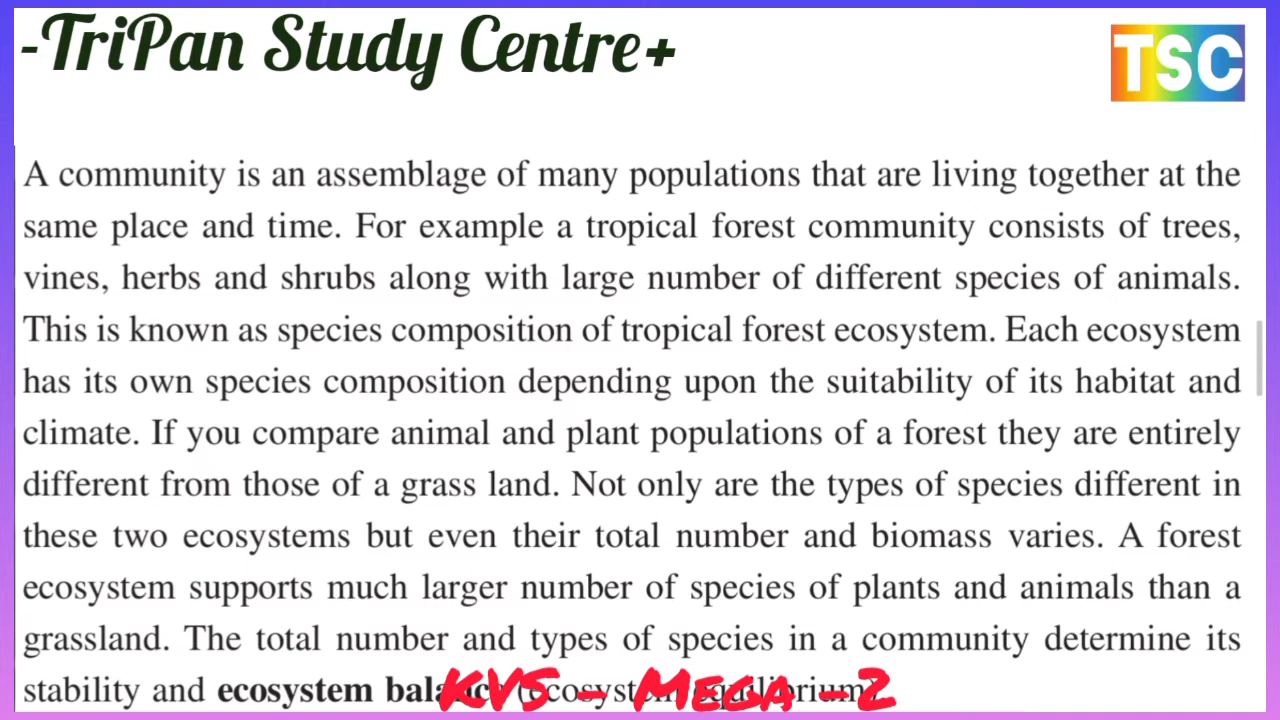 -TriPan Study Centre+
TSC
A community is an assemblage of many populations that are living together at the
same place and time. For example a tropical forest community consists of trees,
vines, herbs and shrubs along with large number of different species of animals.
This is known as species composition of tropical forest ecosystem. Each ecosystem
has its own species composition depending upon the suitability of its habitat and
climate. If you compare animal and plant populations of a forest they are entirely
different from those of a grass land. Not only are the types of species different in
these two ecosystems but even their total number and biomass varies. A forest
ecosystem supports much larger number of species of plants and animals than a
grassland. The total number and types of species in a community determine its
stability and ecosystem balance (ecosystem equilibrium).
KVS - Mega -2